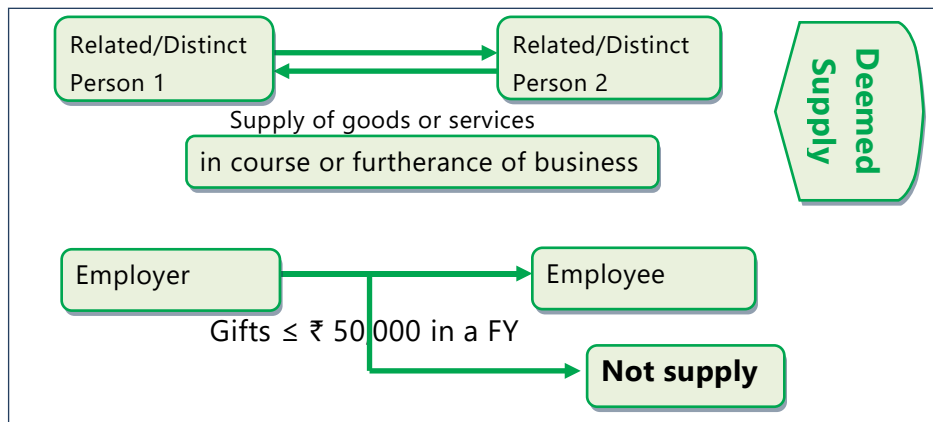 Related/Distinct
Person 1
Related/Distinct
Person 2
Deemed
Supply
Supply of goods or services
in course or furtherance of business
Employer
Employee
Gifts ≤ ₹ 50,000 in a FY
Not supply